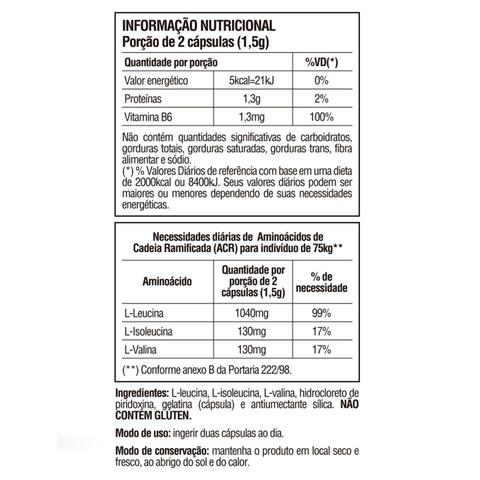 INFORMAÇÃO NUTRICIONAL
Porção de 2 cápsulas (1,5g)
Quantidade por porção %VD(*)
Valor energético 5kcal=21kJ 0%
Proteínas 1,3g 2%
Vitamina B6 1,3mg 100%
Não contém quantidades significativas de carboidratos,
gorduras totais, gorduras saturadas, gorduras trans, fibra
alimentar e sódio.
(*) % Valores Diários de referência com base em uma dieta
de 2000kcal ou 8400kJ. Seus valores diários podem ser
maiores ou menores dependendo de suas necessidades
energéticas.
Necessidades diárias de Aminoácidos de
Cadeia Ramificada (ACR) para indivíduo de 75kg**
Aminoácido Quantidade por porção de 2 cápsulas (1,5g) % de necessidade
L-Leucina 1040mg 99%
L-Isoleucina 130mg 17%
L-Valina 130mg 17%
(**) Conforme anexo B da Portaria 222/98.
Ingredientes: L-leucina, L-isoleucina, L-valina, hidrocloreto de
piridoxina, gelatina (cápsula) e antiumectante sílica. NÃO
CONTÉM GLÚTEN.
Modo de uso: ingerir duas cápsulas ao dia.
Modo de conservação: mantenha o produto em local seco e
fresco, ao abrigo do sol e do calor.